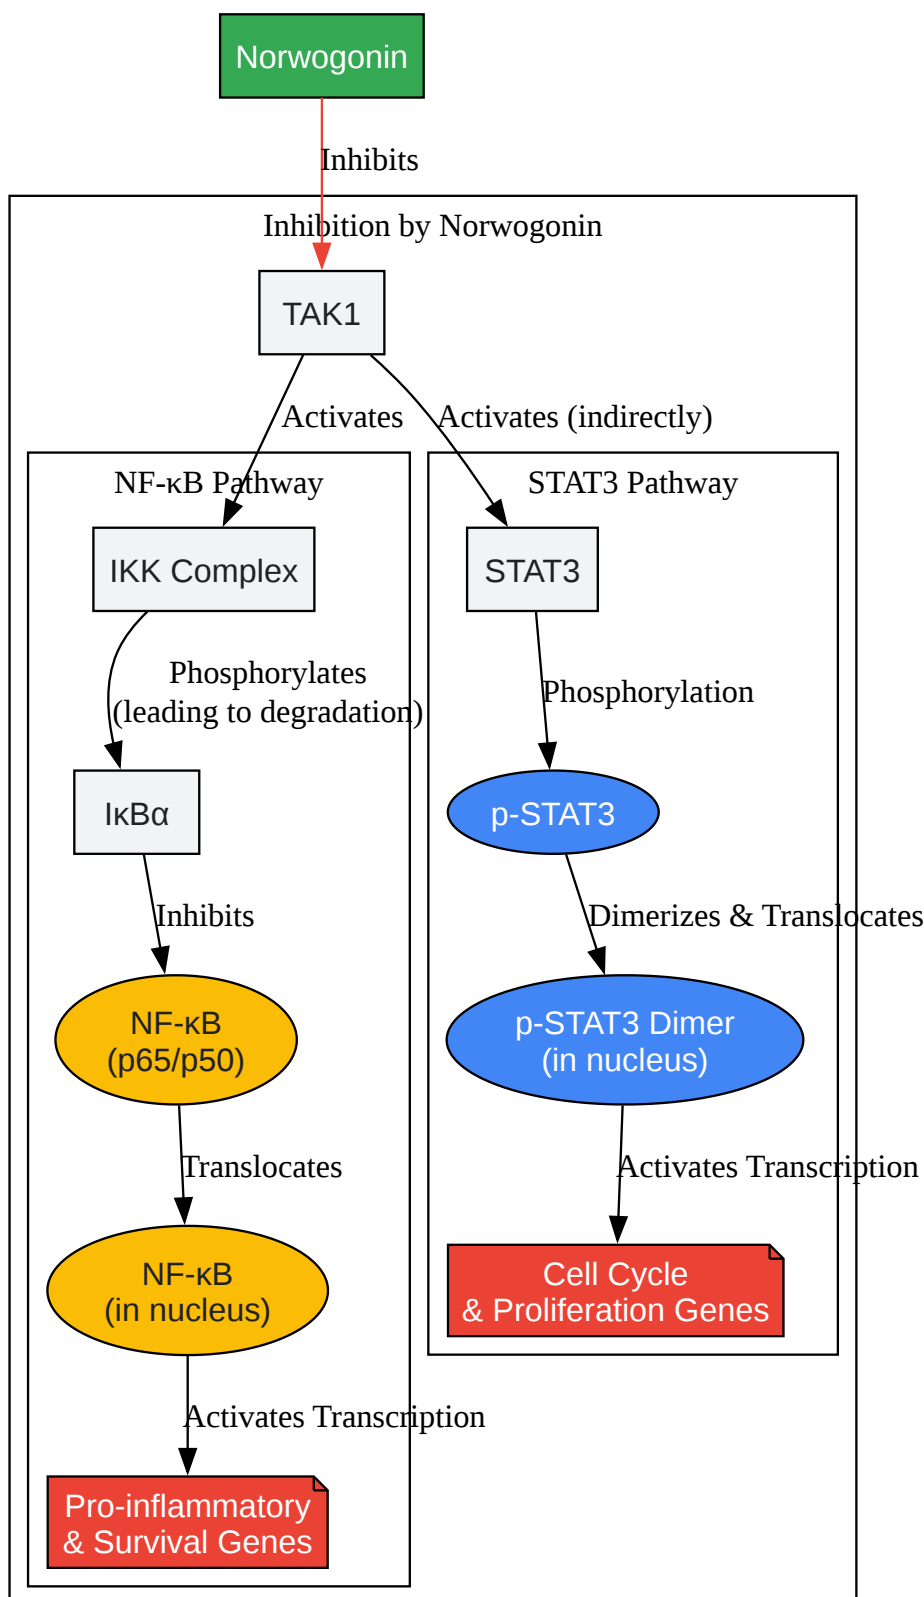 Norwogonin
Inhibits
Inhibition by Norwogonin
TAK1
Activates
Activates (indirectly)
NF-κB Pathway
STAT3 Pathway
IKK Complex
STAT3
Phosphorylates
(leading to degradation)
Phosphorylation
IκBα
p-STAT3
Inhibits
Dimerizes & Translocates
NF-κB
(p65/p50)
p-STAT3 Dimer
(in nucleus)
Translocates
Activates Transcription
NF-κB
(in nucleus)
Cell Cycle
& Proliferation Genes
Activates Transcription
Pro-inflammatory
& Survival Genes